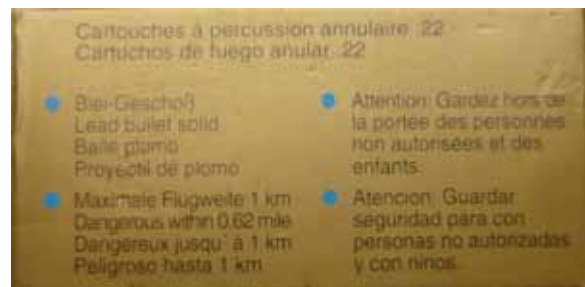 Cartouches à percussion annulaire .22
Cartuchos de fuego anular .22
Blei-Geschoß
Lead bullet solid
Balle plomb
Proyectil de plomo
Maximale Flugweite 1 km
Dangerous within 0.62 mile
Dangereux jusqu' à 1 km
Peligroso hasta 1 km
Attention: Gardez hors de
la portée des personnes
non autorisées et des
enfants.
Atencion: Guardar
seguridad para con
personas no autorizadas
y con ninos.